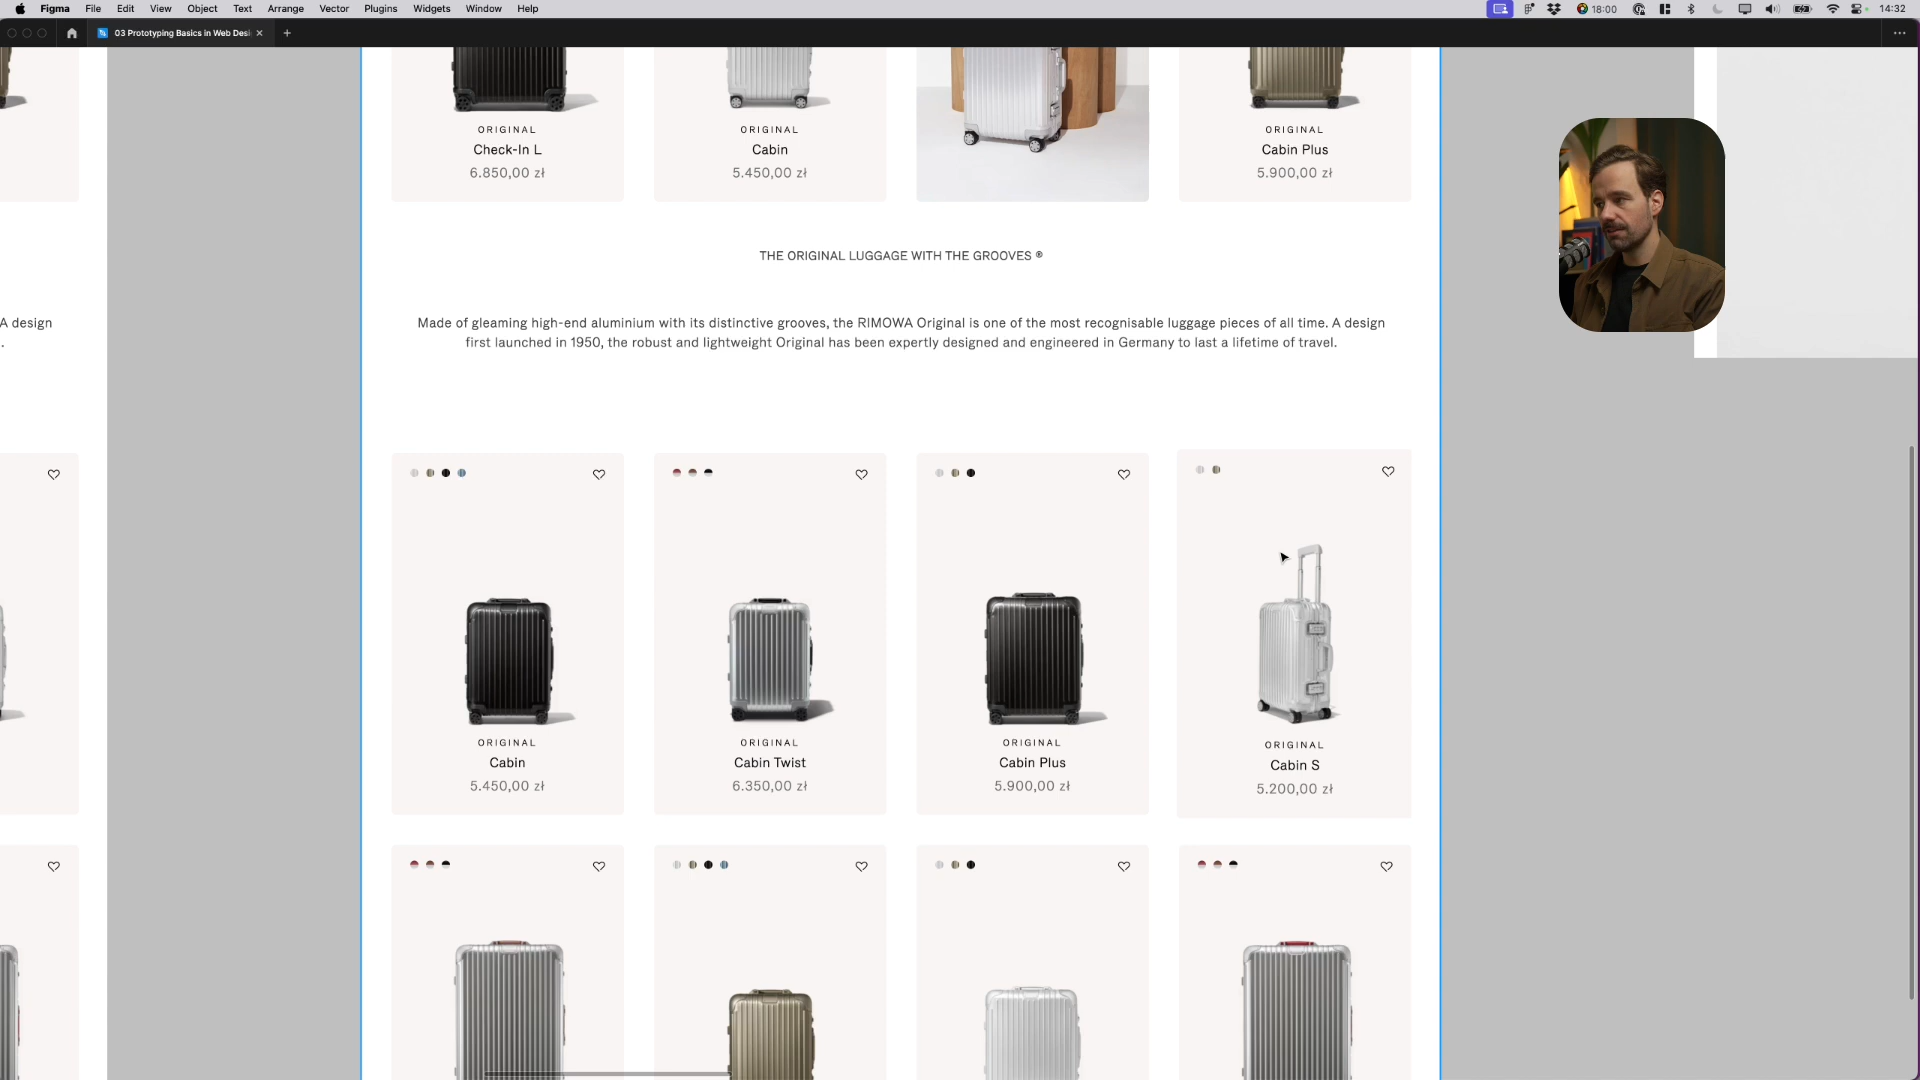 Figma File Edit View Object Text Arrange Vector Plugins Widgets Window Help
18:00
14:32
03 Prototyping Basics in Web Desi
ORIGINAL
Check-In L
6.850,00 zł
ORIGINAL
Cabin
5.450,00 zł
ORIGINAL
Cabin Plus
5.900,00 zł
THE ORIGINAL LUGGAGE WITH THE GROOVES ®
A design
.
Made of gleaming high-end aluminium with its distinctive grooves, the RIMOWA Original is one of the most recognisable luggage pieces of all time. A design
first launched in 1950, the robust and lightweight Original has been expertly designed and engineered in Germany to last a lifetime of travel.
ORIGINAL
Cabin
5.450,00 zł
ORIGINAL
Cabin Twist
6.350,00 zł
ORIGINAL
Cabin Plus
5.900,00 zł
ORIGINAL
Cabin S
5.200,00 zł